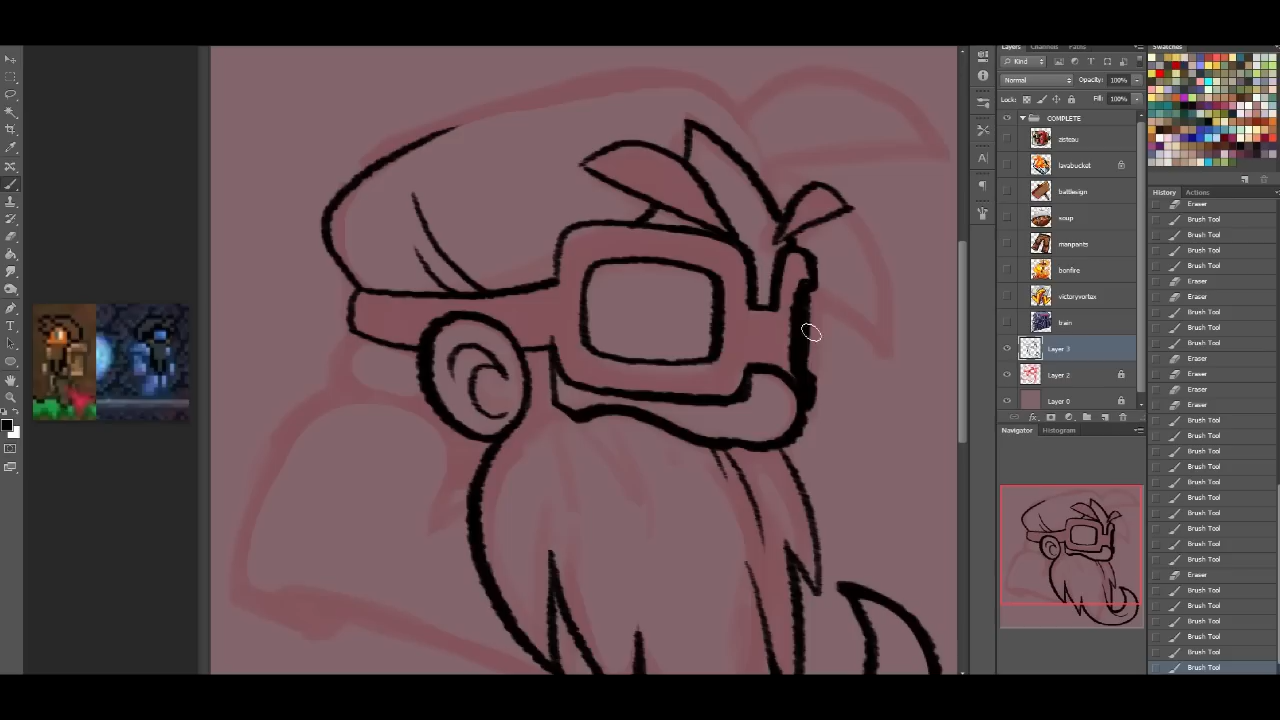 Layers Channels Paths
Swatches
Kind
Normal
Opacity: 100%
Lock:
Fill: 100%
COMPLETE
lavabucket
battlesign
soup
manpants
bonfire
victoryvortex
train
Layer 3
Layer 2
Layer 0
Navigator Histogram
History Actions
Eraser
Brush Tool
Brush Tool
Brush Tool
Brush Tool
Eraser
Eraser
Brush Tool
Brush Tool
Brush Tool
Eraser
Brush Tool
Eraser
Eraser
Brush Tool
Brush Tool
Brush Tool
Brush Tool
Brush Tool
Brush Tool
Brush Tool
Brush Tool
Brush Tool
Brush Tool
Eraser
Brush Tool
Brush Tool
Brush Tool
Brush Tool
Brush Tool
Brush Tool